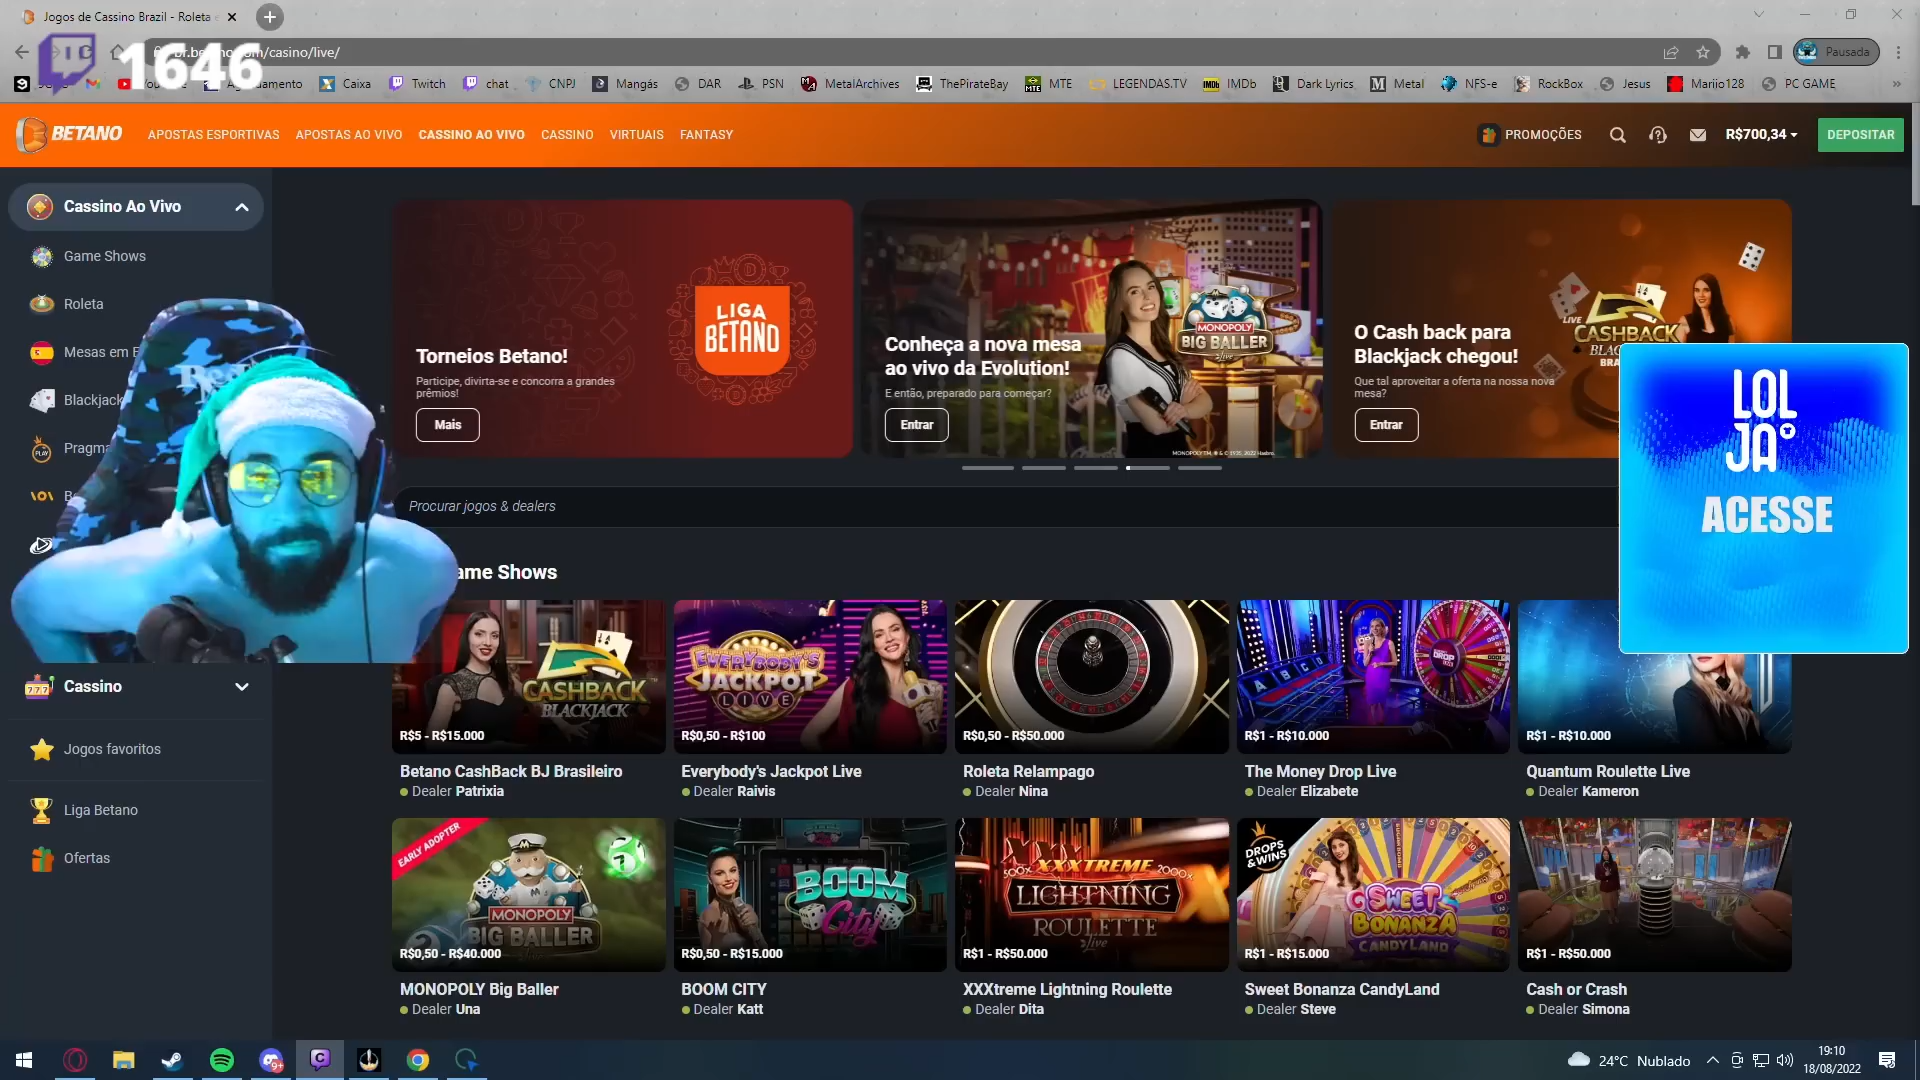 Jogos de Cassino Brazil - Roleta
1646
/casino/live/
Pausada
Caixa
Twitch
chat
CNPJ
Mangás
DAR
PSN
MetalArchives
ThePirateBay
MTE
LEGENDAS.TV
IMDb
Dark Lyrics
Metal
NFS-e
RockBox
Jesus
Marijo128
PC GAME
BETANO
APOSTAS ESPORTIVAS
APOSTAS AO VIVO
CASSINO AO VIVO
CASSINO
VIRTUAIS
FANTASY
PROMOÇÕES
R$700,34
DEPOSITAR
Cassino Ao Vivo
Game Shows
Roleta
Mesas em
Blackjack
Cassino
Jogos favoritos
Liga Betano
Ofertas
Torneios Betano!
Participe, divirta-se e concorra a grandes
prêmios!
Mais
LIGA
BETANO
Conheça a nova mesa
ao vivo da Evolution!
E então, preparado para começar?
Entrar
MONOPOLY
BIG BALLER
Live
O Cash back para
Blackjack chegou!
Que tal aproveitar a oferta na nossa nova
mesa?
Entrar
LIVE
CASHBACK
LOL
JA
ACESSE
Procurar jogos & dealers
ame Shows
CASHBACK
BLACKJACK
R$5 - R$15.000
Betano CashBack BJ Brasileiro
Dealer Patrixia
EVERYBODY'S
JACKPOT
LIVE
R$0,50 - R$100
Everybody's Jackpot Live
Dealer Raivis
R$0,50 - R$50.000
Roleta Relampago
Dealer Nina
R$1 - R$10.000
The Money Drop Live
Dealer Elizabete
R$1 - R$10.000
Quantum Roulette Live
Dealer Kameron
EARLY ADOPTER
MONOPOLY
BIG BALLER
R$0,50 - R$40.000
MONOPOLY Big Baller
Dealer Una
BOOM
City
R$0,50 - R$15.000
BOOM CITY
Dealer Katt
XXXTREME
500x
2000x
LIGHTNING
ROULETTE
Live
R$1 - R$50.000
XXXtreme Lightning Roulette
Dealer Dita
DROPS
& WINS
SWEET
BONANZA
CANDYLAND
R$1 - R$15.000
Sweet Bonanza CandyLand
Dealer Steve
R$1 - R$50.000
Cash or Crash
Dealer Simona
24°C Nublado
19:10
18/08/2022